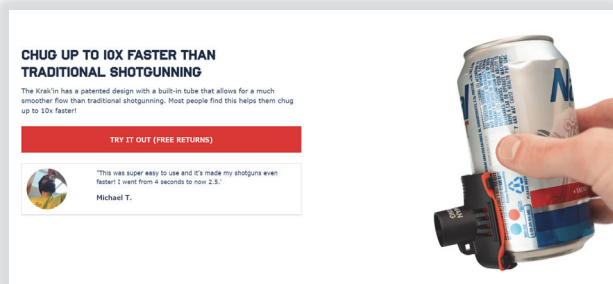 CHUG UP TO 10X FASTER THAN
TRADITIONAL SHOTGUNNING
The Krak'in has a patented design with a built-in tube that allows for a much
smoother flow than traditional shotgunning. Most people find this helps them chug
up to 10x faster!
TRY IT OUT (FREE RETURNS)
"This was super easy to use and it's made my shotguns even
faster! I went from 4 seconds to now 2.5."
Michael T.